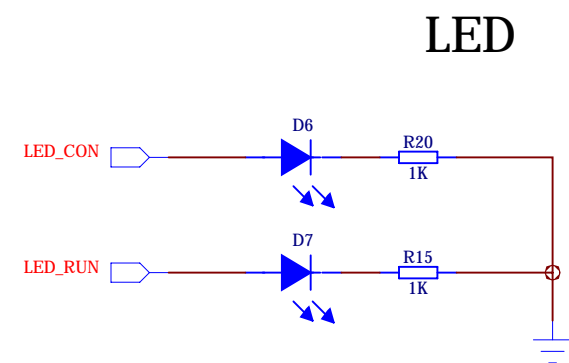 LED
D6
LED_CON
R20
1K
D7
LED_RUN
R15
1K